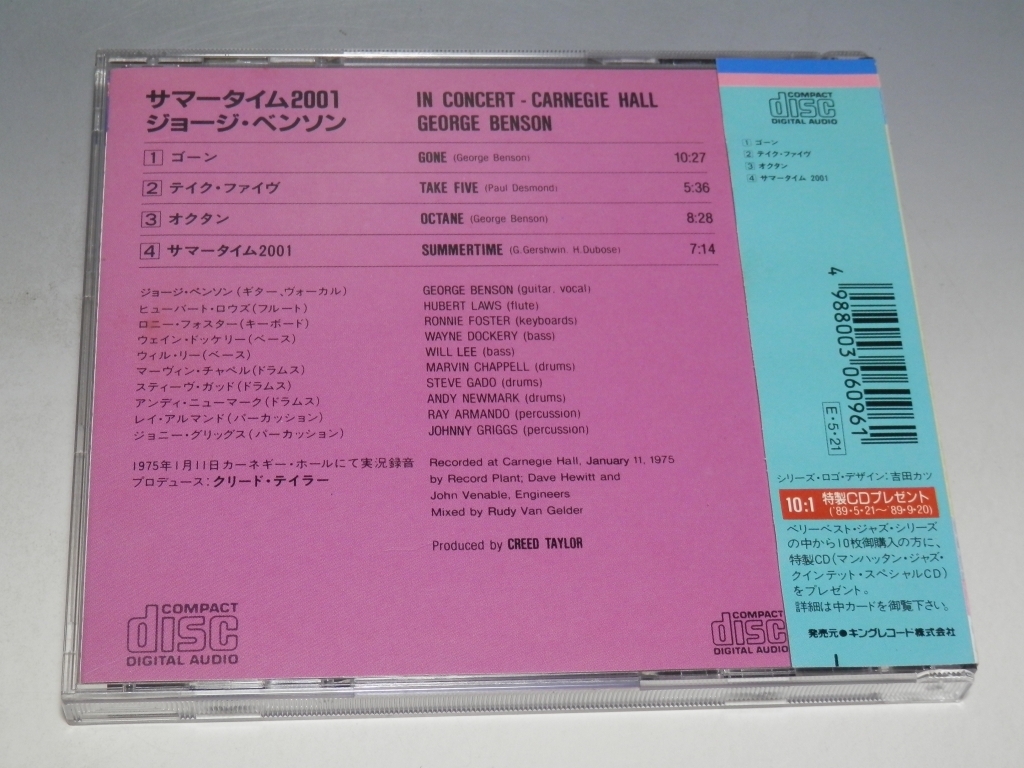 サマータイム2001
ジョージ・ベンソン
IN CONCERT - CARNEGIE HALL
GEORGE BENSON
1 ゴーン GONE (George Benson) 10:27
2 テイク・ファイヴ TAKE FIVE (Paul Desmond) 5:36
3 オクタン OCTANE (George Benson) 8:28
4 サマータイム2001 SUMMERTIME (G.Gershwin. H.Dubose) 7:14
ジョージ・ベンソン(ギター、ヴォーカル)
ヒューバート・ロウズ(フルート)
ロニー・フォスター(キーボード)
ウェイン・ドッケリー(ベース)
ウィル・リー(ベース)
マーヴィン・チャペル(ドラムス)
スティーヴ・ガッド(ドラムス)
アンディ・ニューマーク(ドラムス)
レイ・アルマンド(パーカッション)
ジョニー・グリッグス(パーカッション)
GEORGE BENSON (guitar, vocal)
HUBERT LAWS (flute)
RONNIE FOSTER (keyboards)
WAYNE DOCKERY (bass)
WILL LEE (bass)
MARVIN CHAPPELL (drums)
STEVE GADO (drums)
ANDY NEWMARK (drums)
RAY ARMANDO (percussion)
JOHNNY GRIGGS (percussion)
1975年1月11日カーネギー・ホールにて実況録音
プロデュース:クリード・テイラー
Recorded at Carnegie Hall, January 11, 1975
by Record Plant; Dave Hewitt and
John Venable, Engineers
Mixed by Rudy Van Gelder
Produced by CREED TAYLOR
COMPACT
disc
DIGITAL AUDIO
COMPACT
disc
DIGITAL AUDIO
COMPACT
disc
DIGITAL AUDIO
1 ゴーン
2 テイク・ファイヴ
3 オクタン
4 サマータイム 2001
4 988003 060961
E・5・21
シリーズ・ロゴ・デザイン:吉田カツ
10:1 特製CDプレゼント
('89・5・21〜'89・9・20)
ベリーベスト・ジャズ・シリーズ
の中から10枚御購入の方に、
特製CD(マンハッタン・ジャズ・
クインテット・スペシャルCD)
をプレゼント。
詳細は中カードを御覧下さい。
発売元●キングレコード株式会社